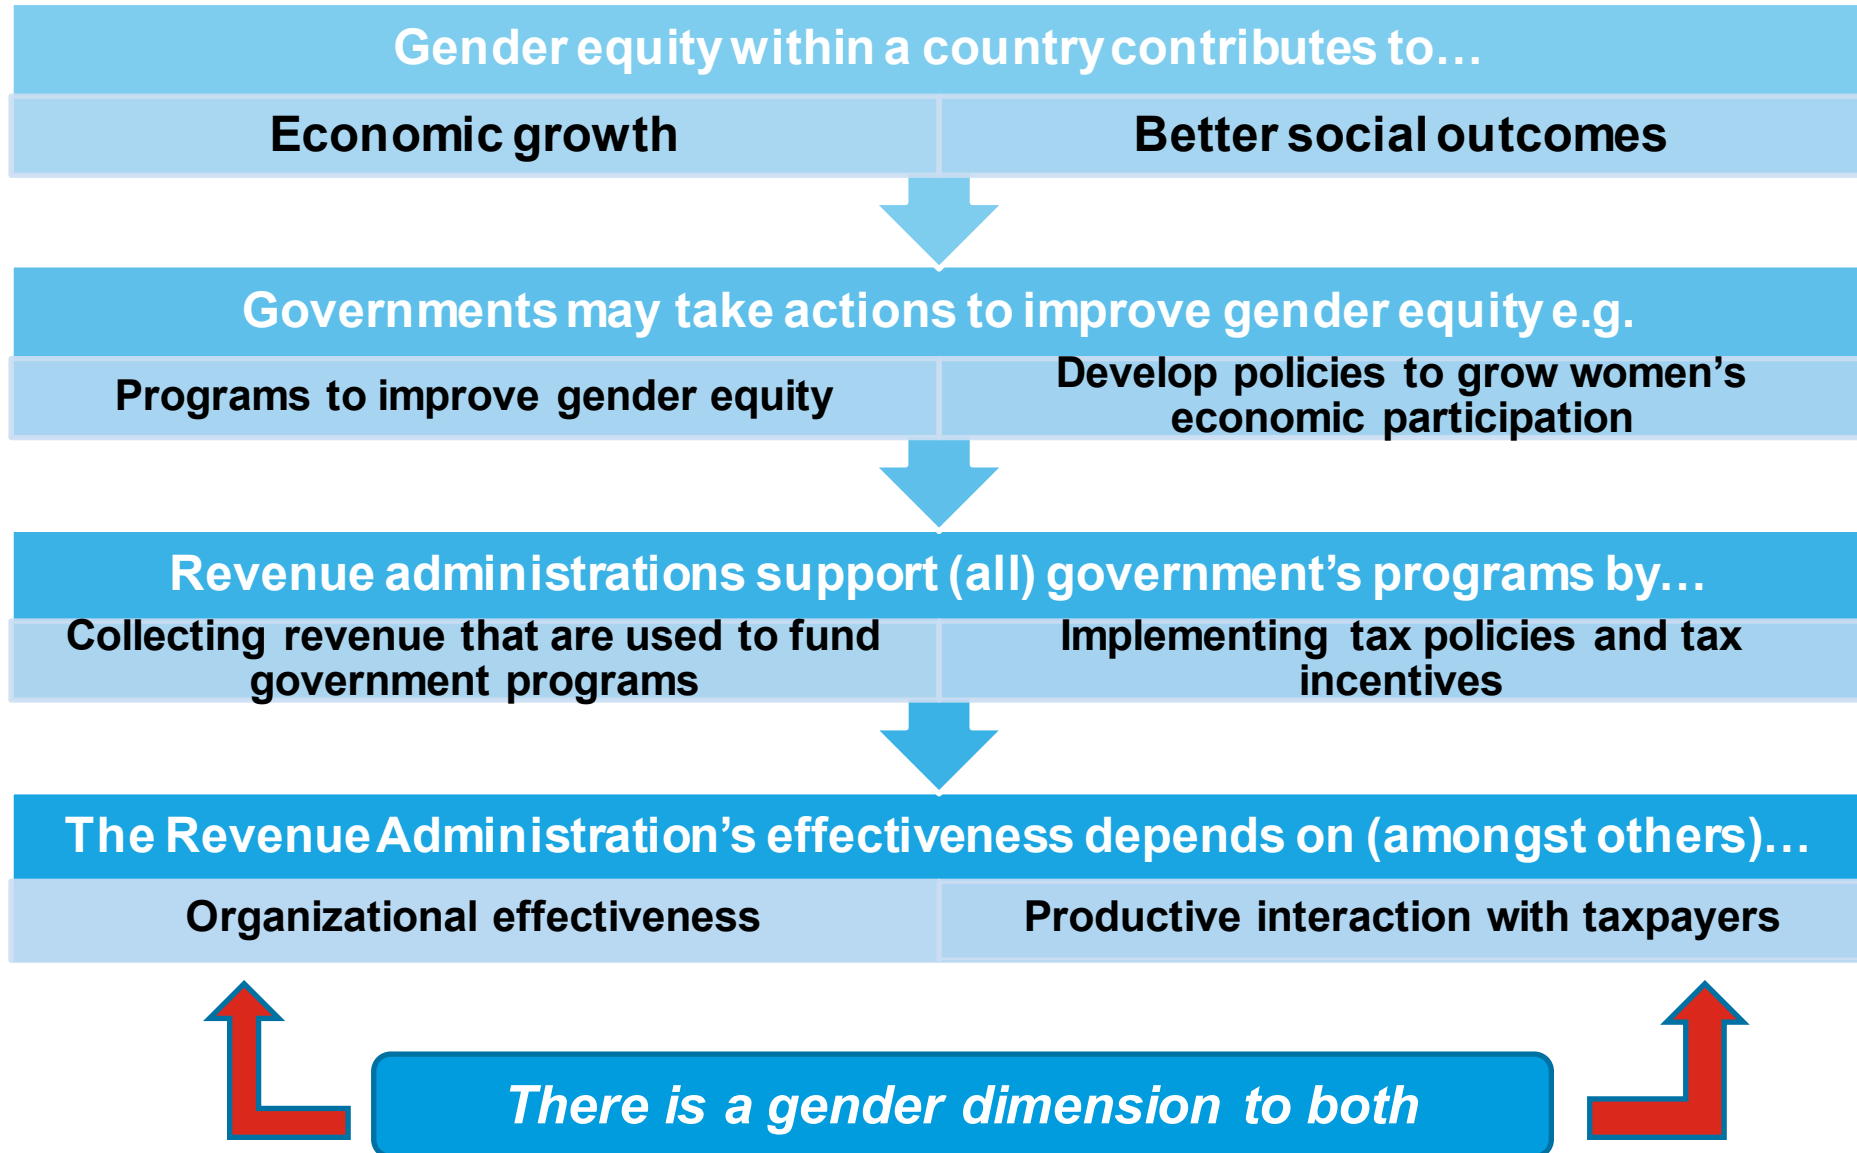 Gender equity within a country contributes to…
Economic growth
Better social outcomes
Governments may take actions to improve gender equity e.g.
Programs to improve gender equity
Develop policies to grow women’s
economic participation
Revenue administrations support (all) government’s programs by…
Collecting revenue that are used to fund
government programs
Implementing tax policies and tax
incentives
The Revenue Administration’s effectiveness depends on (amongst others)…
Organizational effectiveness
Productive interaction with taxpayers
There is a gender dimension to both